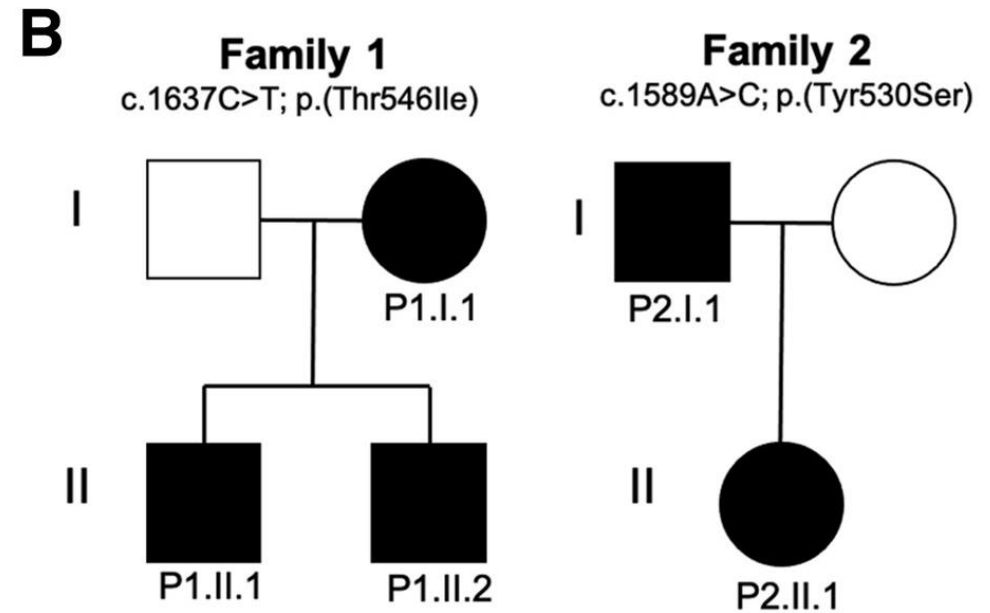 B
Family 1
c.1637C>T; p.(Thr546Ile)
I
P1.I.1
II
P1.II.1
P1.II.2
Family 2
c.1589A>C; p.(Tyr530Ser)
I
P2.I.1
II
P2.II.1